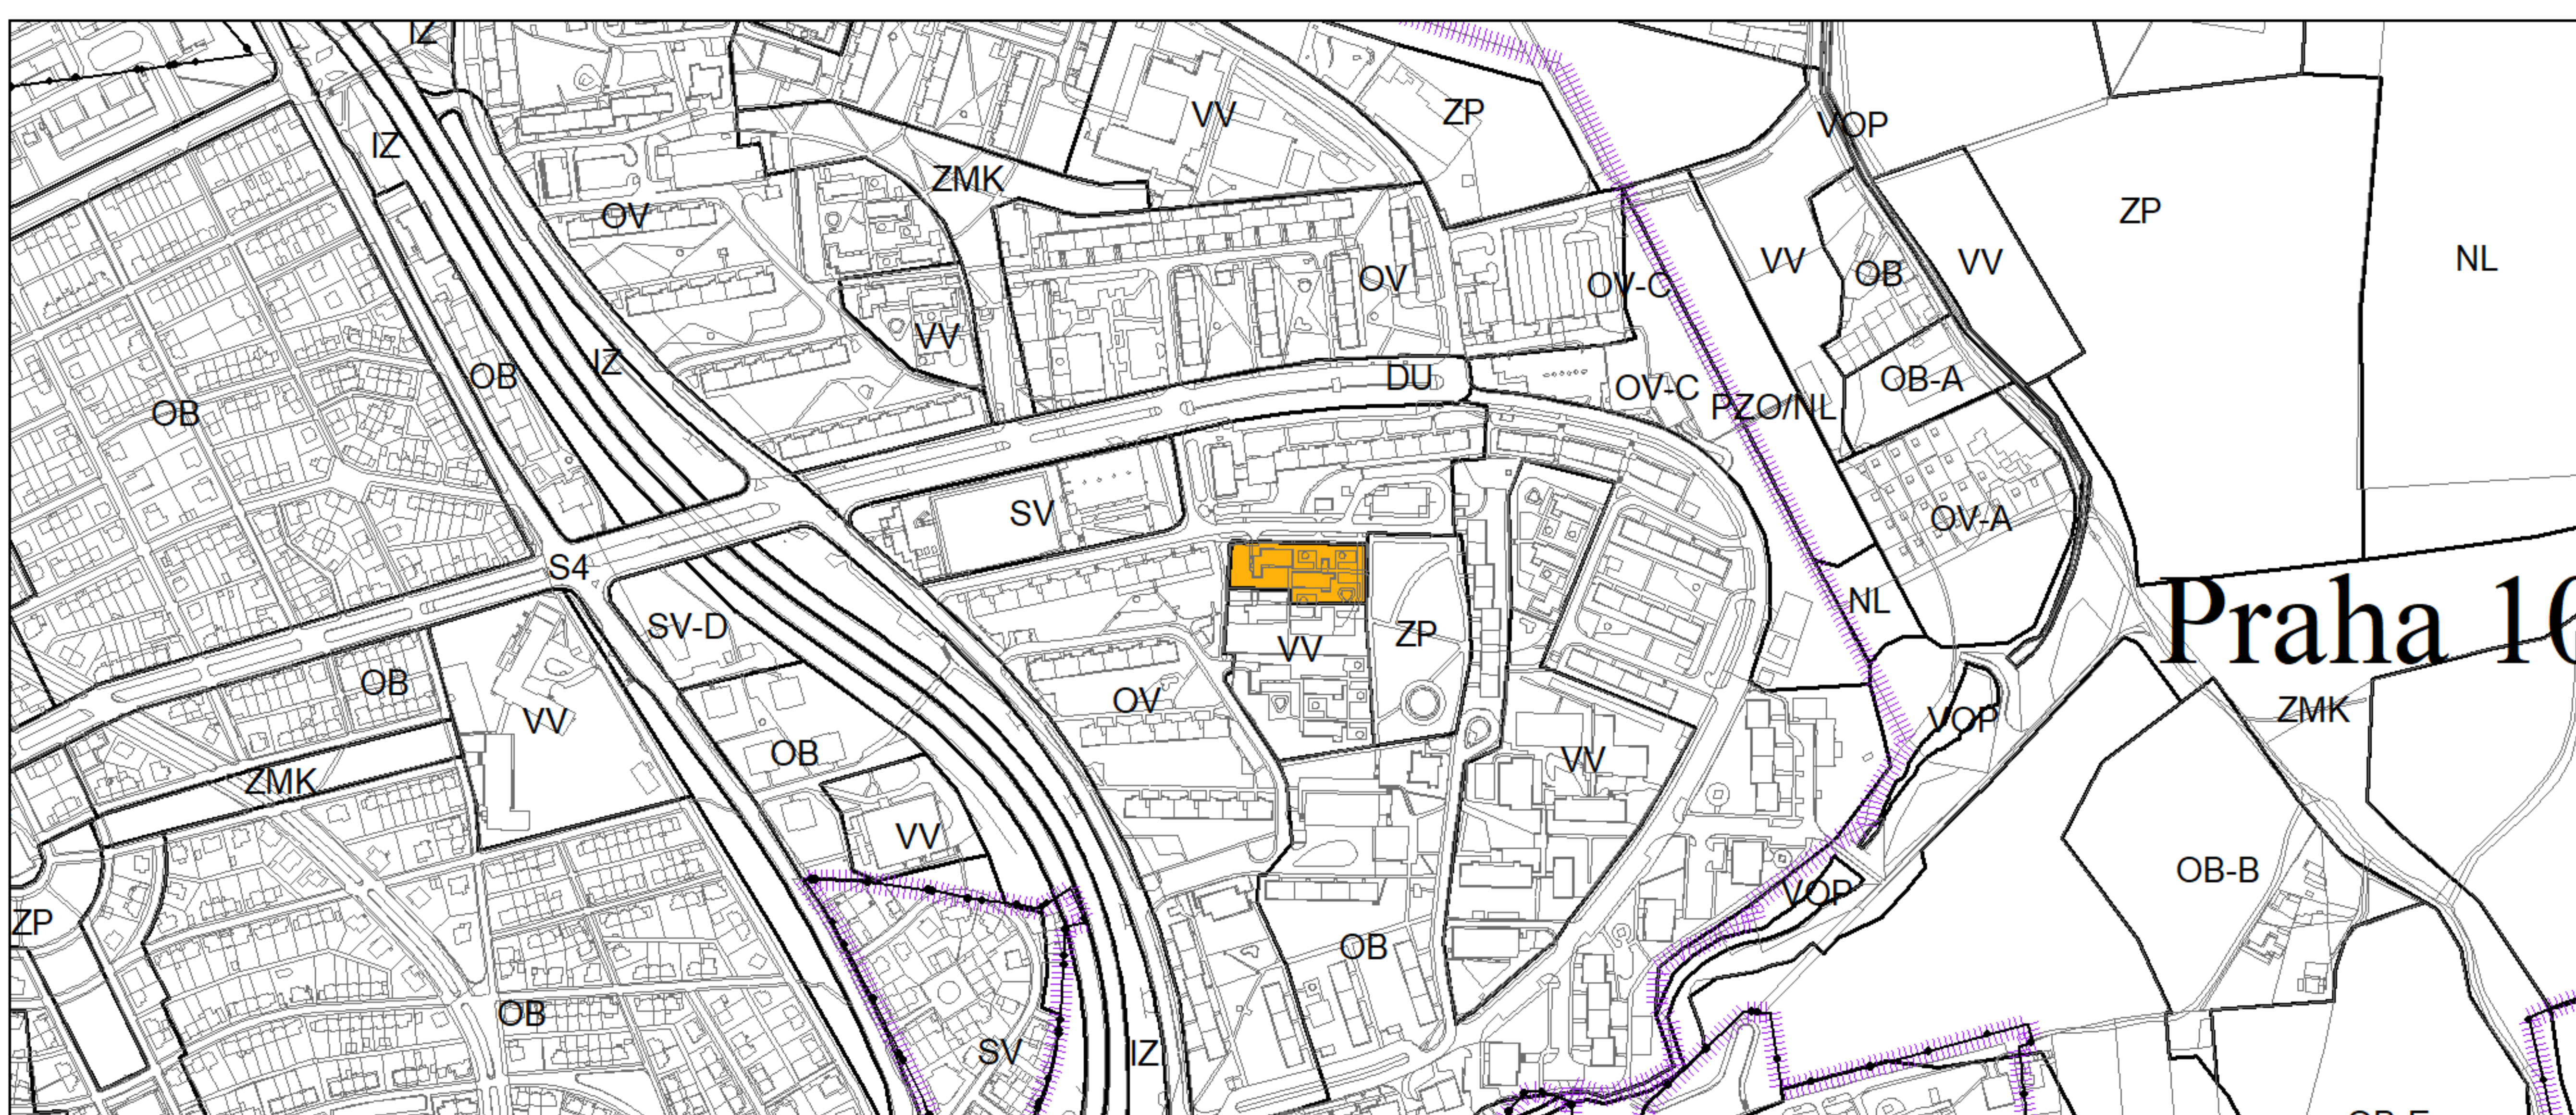 IZ
VV
ZP
VOP
IZ
ZMK
OV
ZP
VV
OB
VV
NL
OV
OV-C
VV
IZ
OB
DU
OV-C
OB-A
PZO/NL
OB
SV
OV-A
S4
NL
SV-D
VV
ZP
Praha 16
OB
OV
VV
VOP
ZMK
OB
VV
ZMK
VV
OB-B
VOP
ZP
OB
OB
SV
IZ